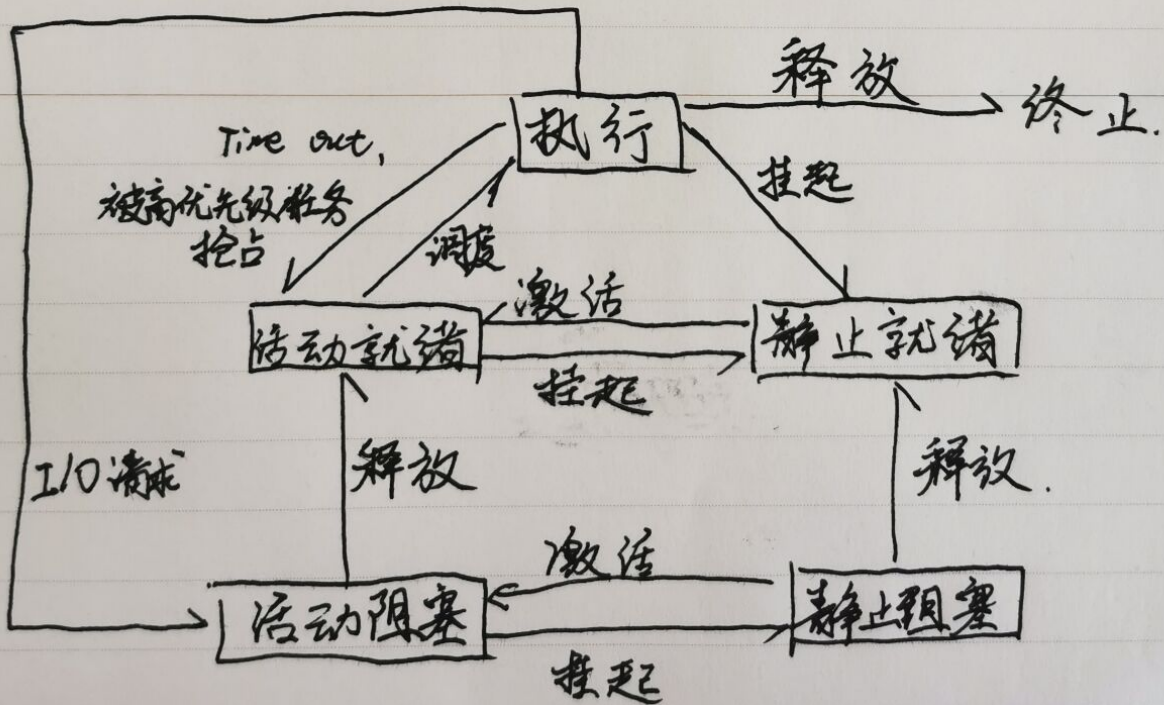 释放
执行
终止.
Time out,
挂起
被高优先级任务
抢占
调度
激活
活动就绪
静止就绪
挂起
I/O请求
释放
释放.
激活
活动阻塞
静止阻塞
挂起